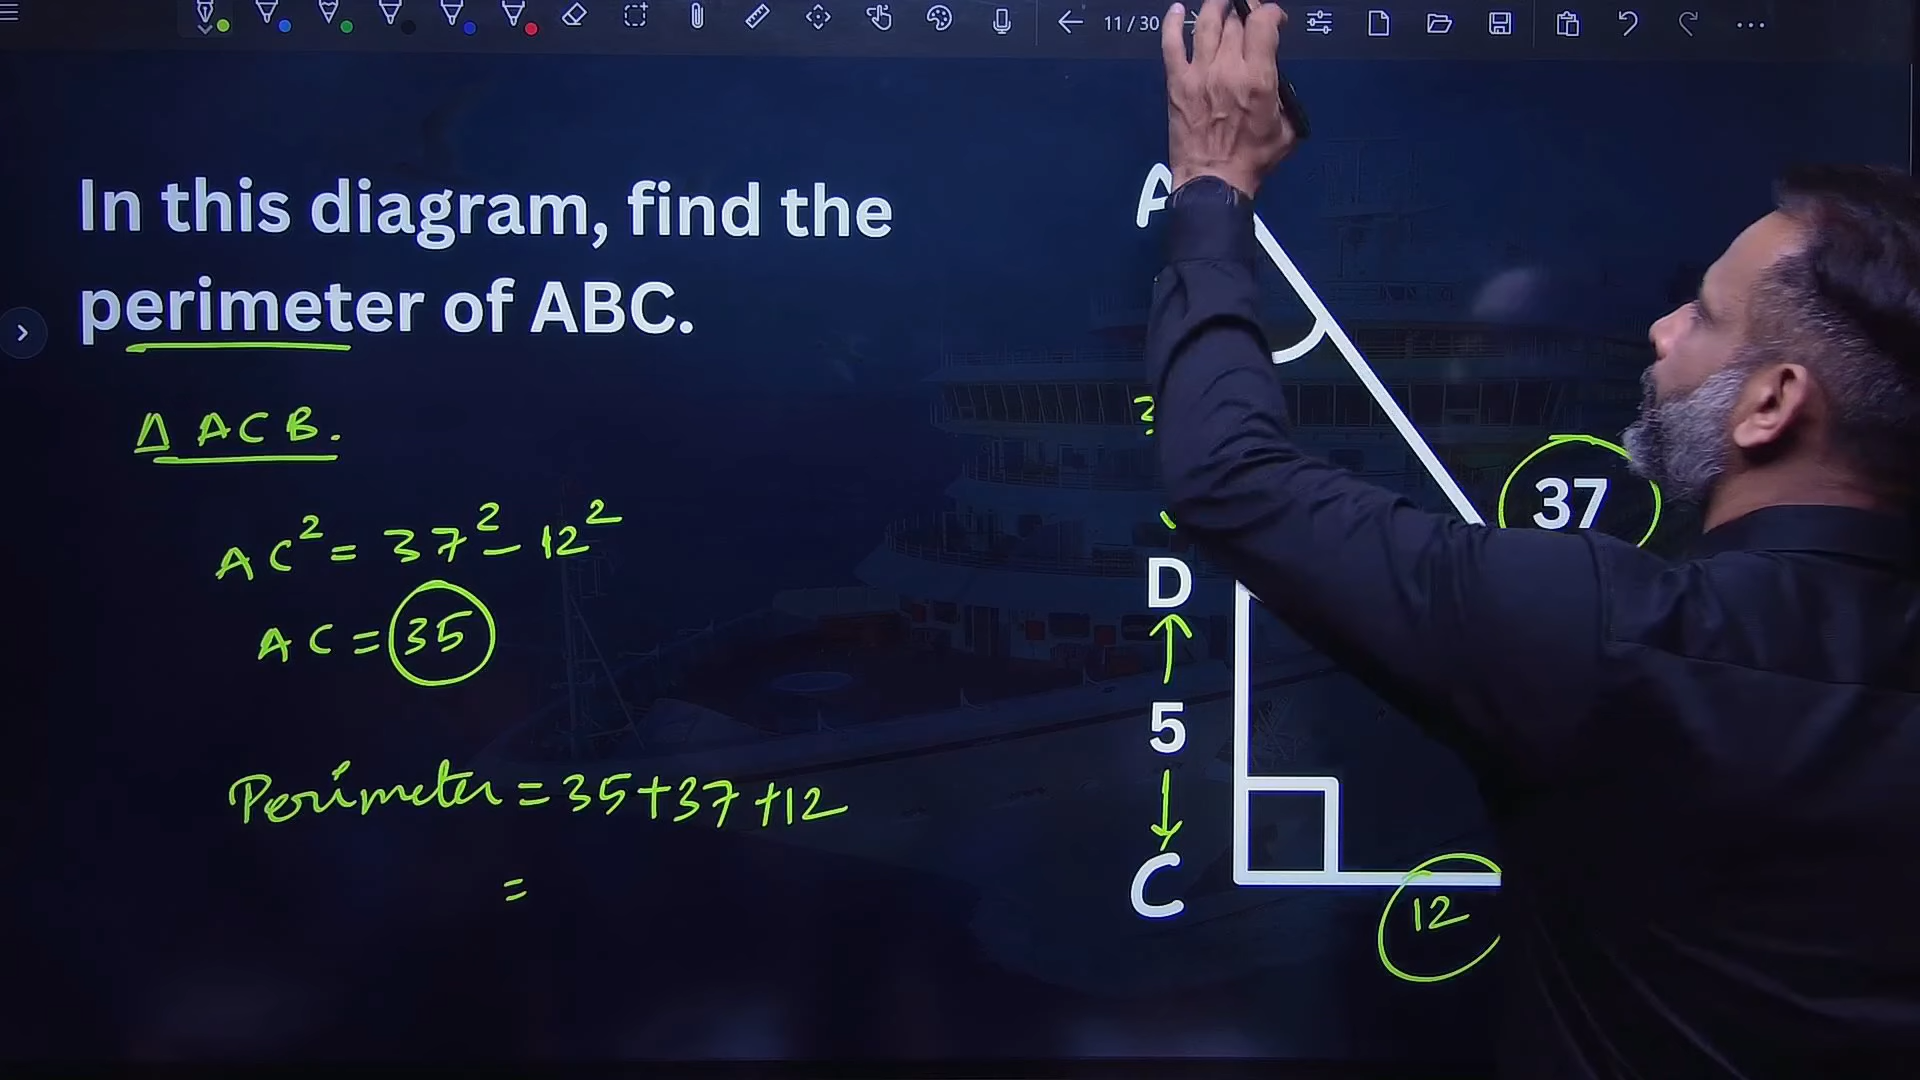 11 / 30
In this diagram, find the
perimeter of ABC.
Δ ACB.
AC² = 37² - 12²
AC = 35
Perimeter = 35+37+12
=
A
?
37
D
5
C
12